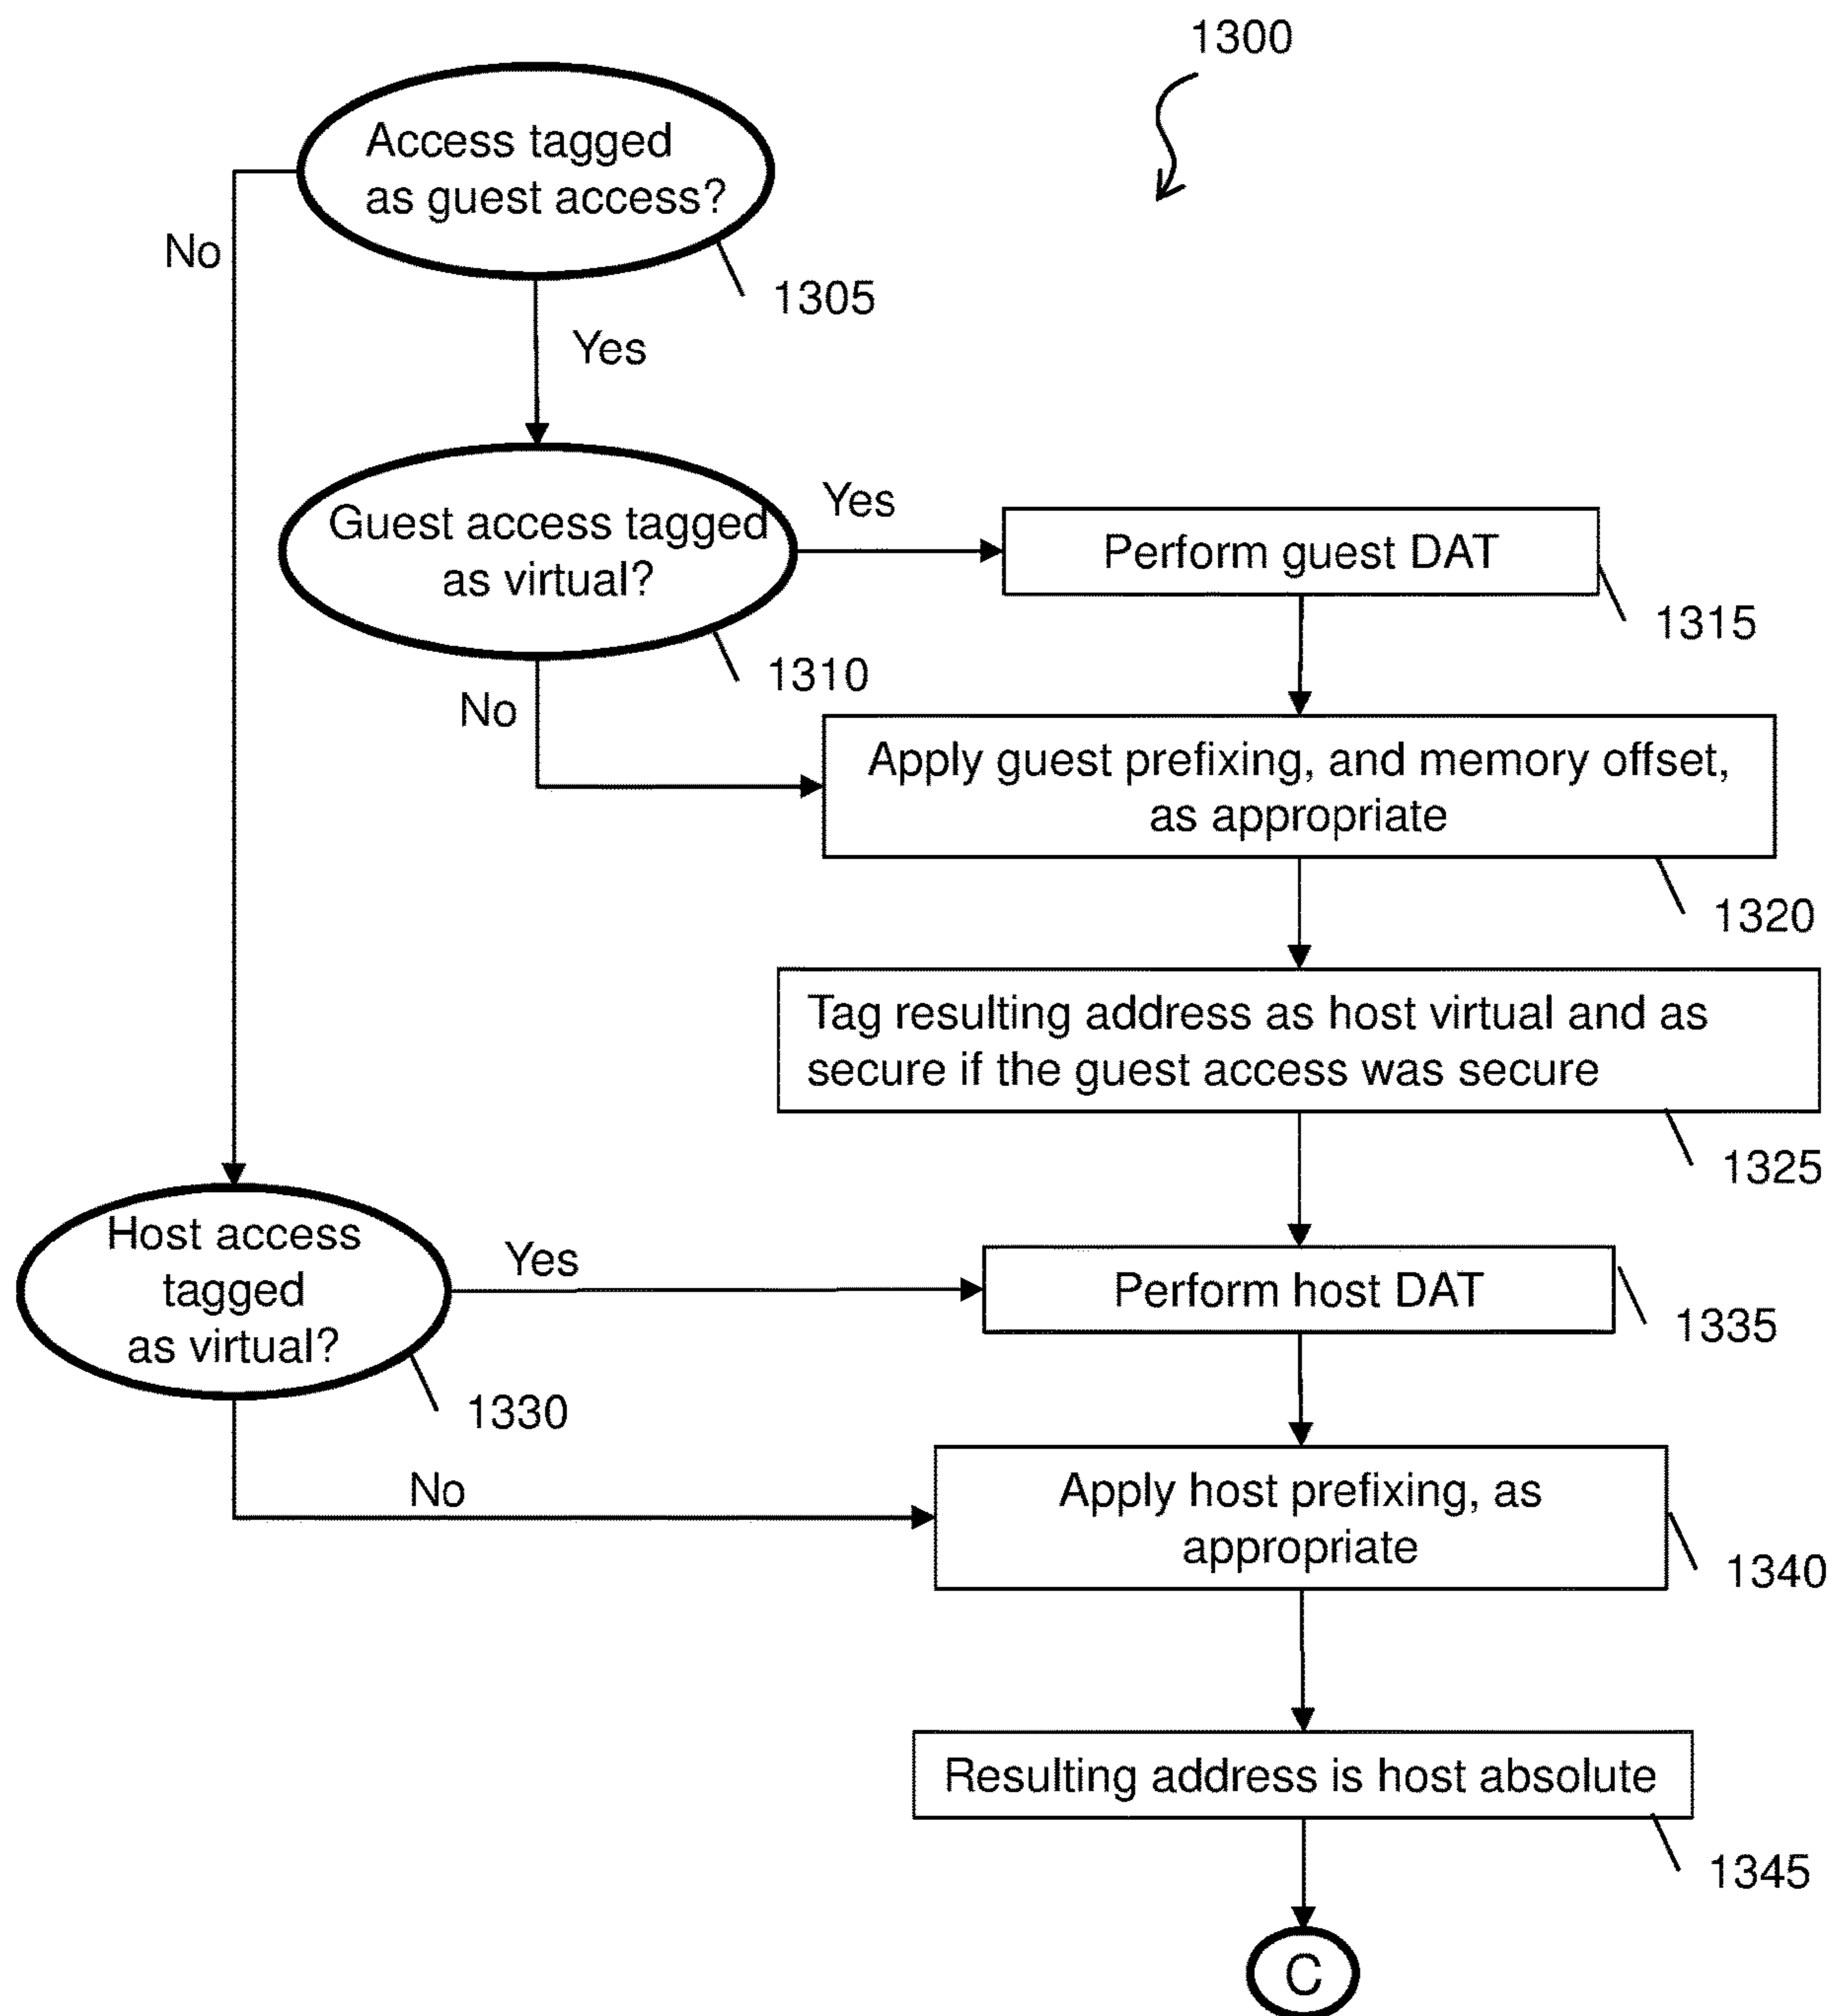 1300
Access tagged
as guest access?
No
1305
Yes
Guest access tagged
as virtual?
Yes
Perform guest DAT
1315
1310
No
Apply guest prefixing, and memory offset,
as appropriate
1320
Tag resulting address as host virtual and as
secure if the guest access was secure
1325
Host access
tagged
as virtual?
Yes
Perform host DAT
1335
1330
No
Apply host prefixing, as
appropriate
1340
Resulting address is host absolute
1345
C